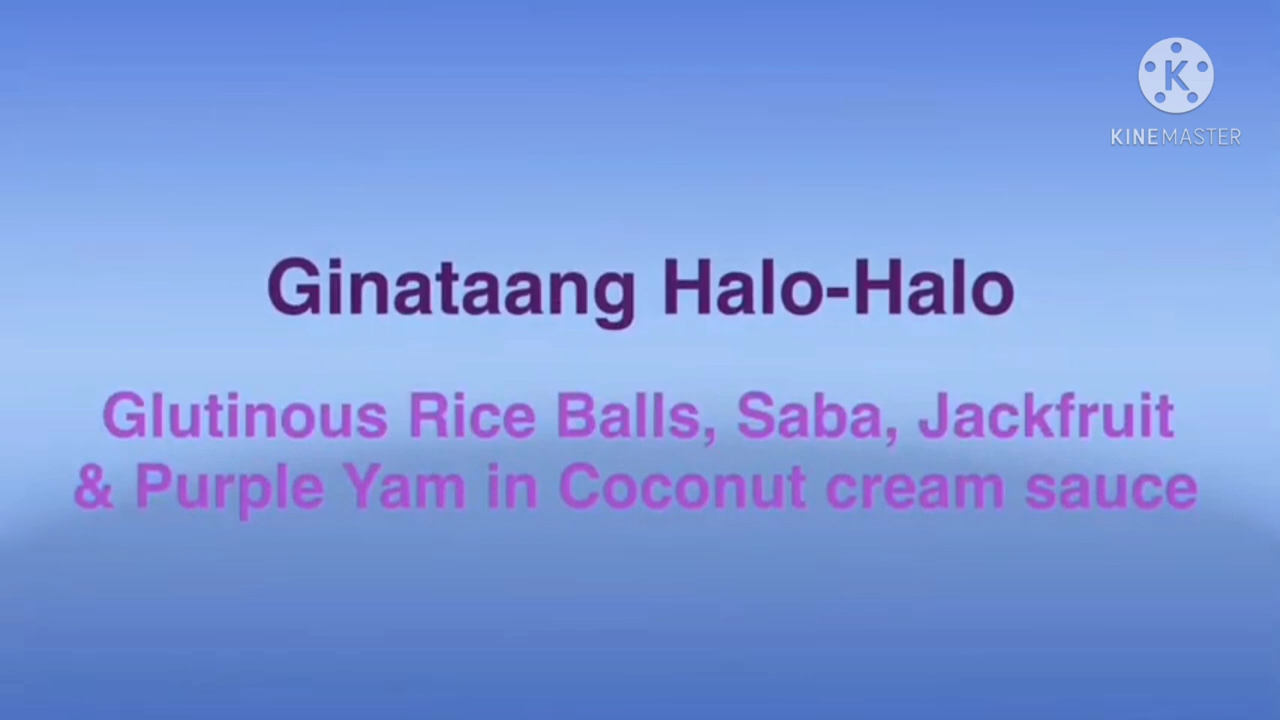 K
KINEMASTER
Ginataang Halo-Halo
Glutinous Rice Balls, Saba, Jackfruit
& Purple Yam in Coconut cream sauce